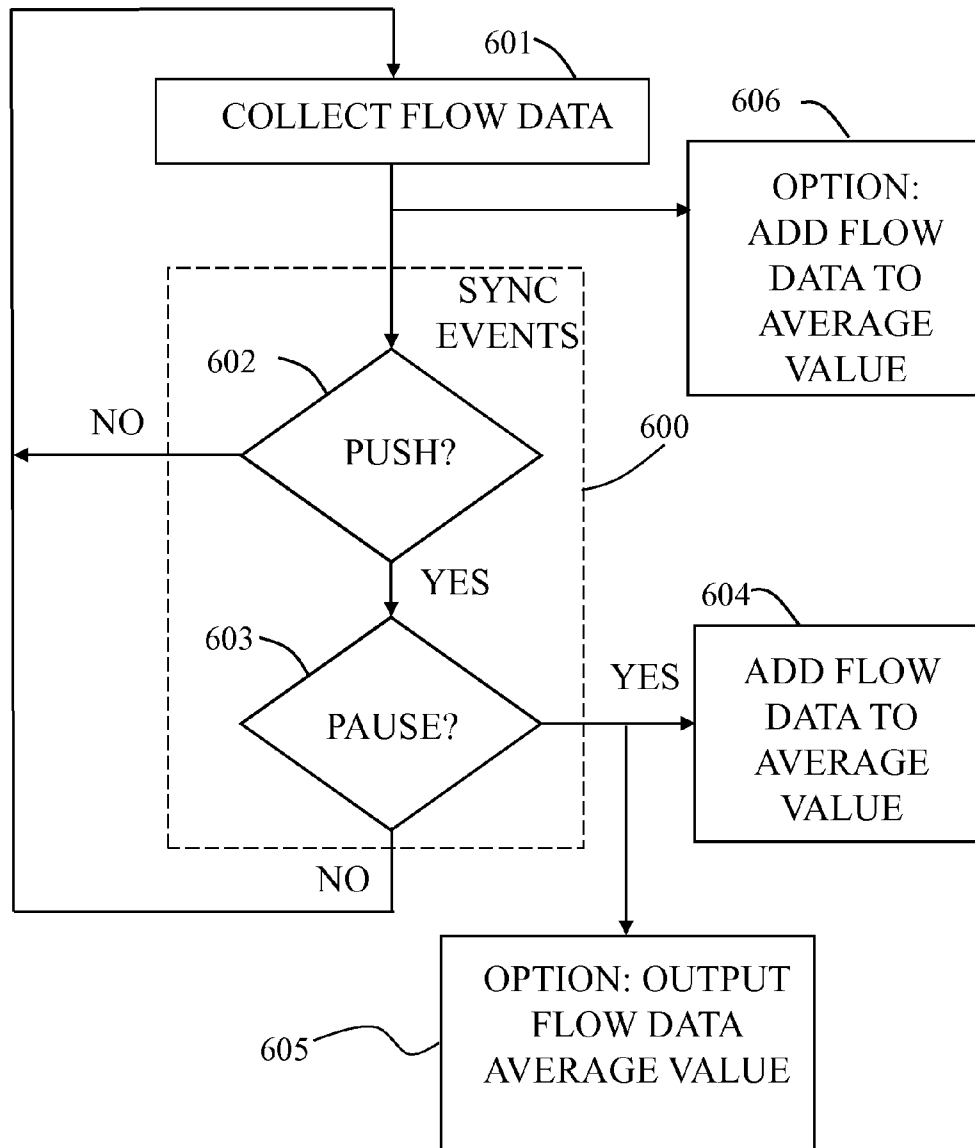 601
COLLECT FLOW DATA
606
OPTION:
ADD FLOW
DATA TO
AVERAGE
VALUE
SYNC
EVENTS
602
NO
PUSH?
600
YES
603
PAUSE?
YES
604
ADD FLOW
DATA TO
AVERAGE
VALUE
NO
OPTION: OUTPUT
FLOW DATA
AVERAGE VALUE
605